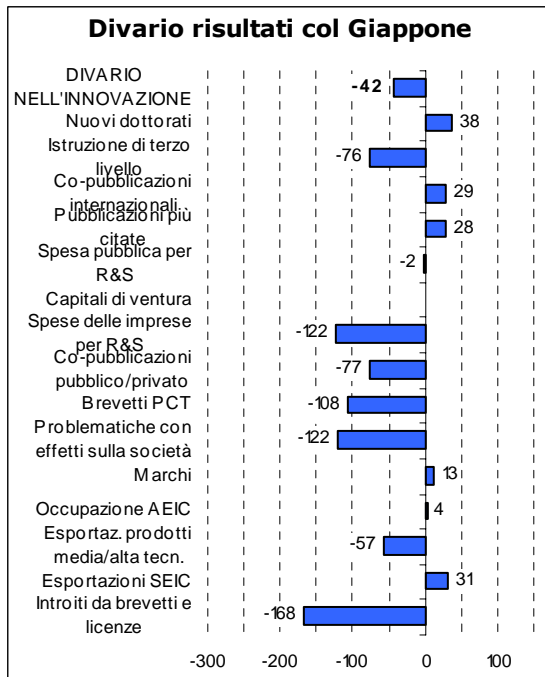 Divario risultati col Giappone
DIVARIO
NELL'INNOVAZIONE
-42
Nuovi dottorati
38
Istruzione di terzo
livello
-76
Co-pubblicazioni
internazionali
29
Pubblicazioni più
citate
28
Spesa pubblica per
R&S
-2
Capitali di ventura
Spese delle imprese
per R&S
-122
Co-pubblicazioni
pubblico/privato
-77
Brevetti PCT
-108
Problematiche con
effetti sulla società
-122
Marchi
13
Occupazione AEIC
4
Esportaz. prodotti
media/alta tecn.
-57
Esportazioni SEIC
31
Introiti da brevetti e
licenze
-168
-300 -200 -100 0 100